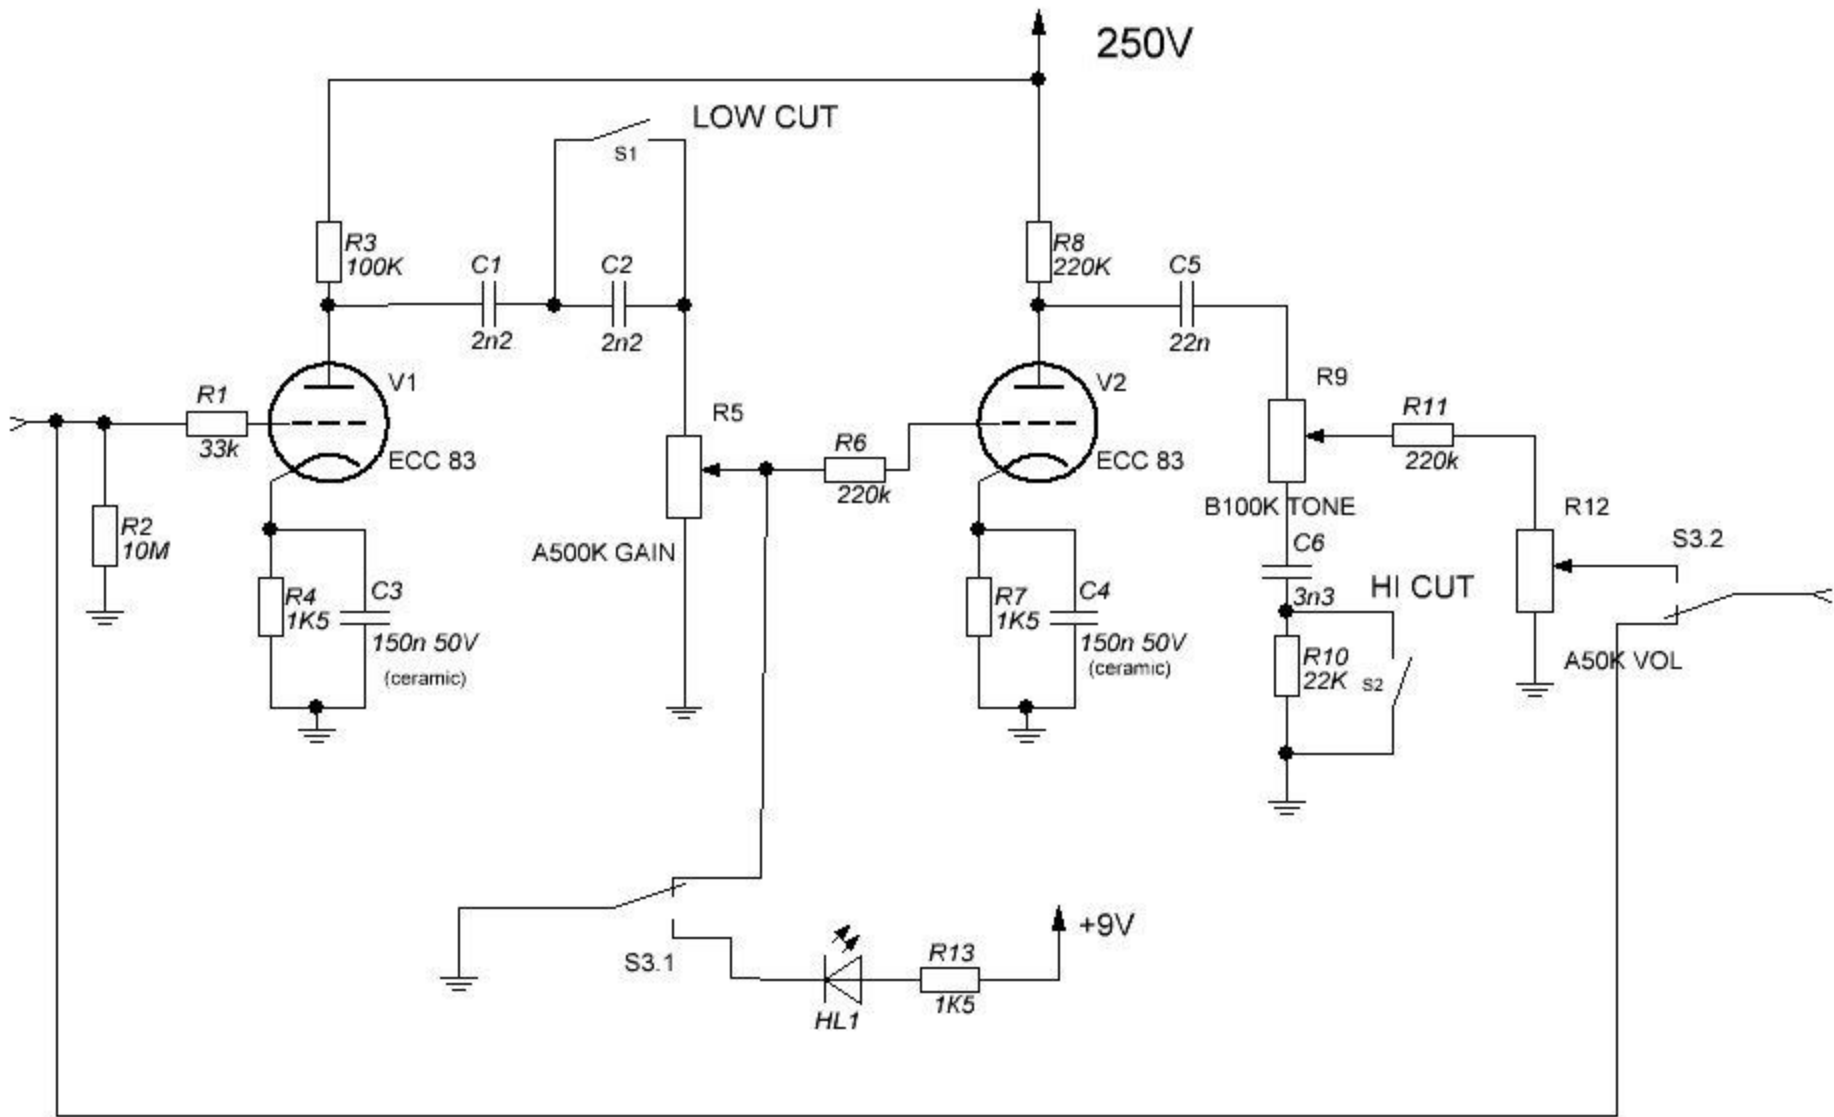 250V
LOW CUT
S1
R3
100K
C1
2n2
C2
2n2
R8
220K
C5
22n
V1
ECC 83
R1
33k
R2
10M
R4
1K5
C3
150n 50V
(ceramic)
R5
A500K GAIN
R6
220k
V2
ECC 83
R7
1K5
C4
150n 50V
(ceramic)
R9
B100K TONE
R11
220k
C6
3n3
HI CUT
R10
22K
S2
R12
A50K VOL
S3.2
S3.1
HL1
R13
1K5
+9V